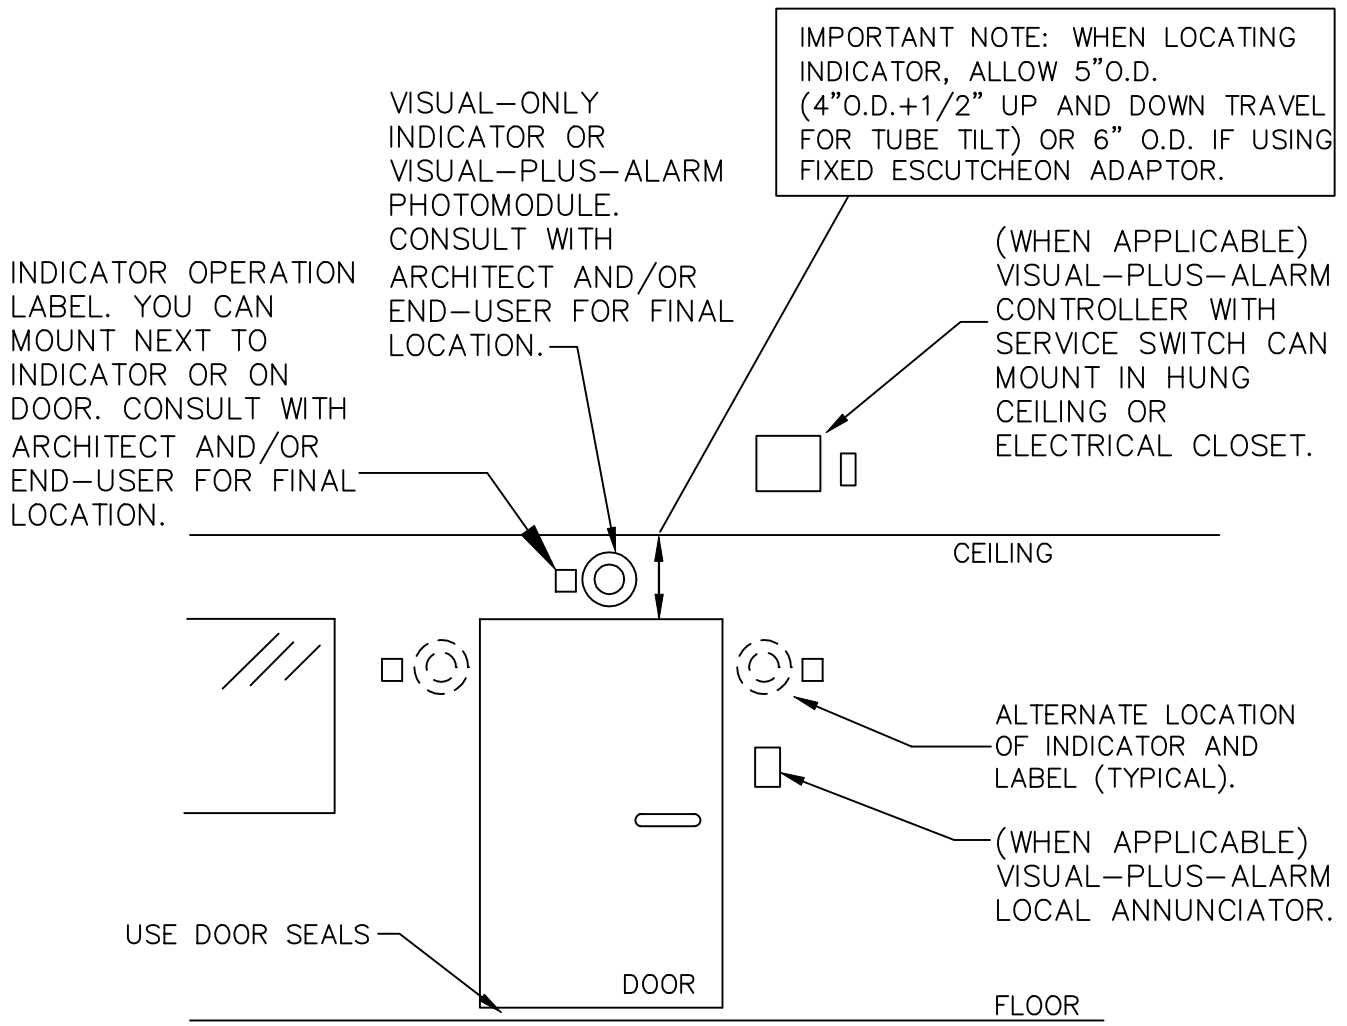 IMPORTANT NOTE: WHEN LOCATING
INDICATOR, ALLOW 5”O.D.
(4”O.D.+1/2” UP AND DOWN TRAVEL
FOR TUBE TILT) OR 6” O.D. IF USING
FIXED ESCUTCHEON ADAPTOR.
VISUAL-ONLY
INDICATOR OR
VISUAL-PLUS-ALARM
PHOTOMODULE.
CONSULT WITH
ARCHITECT AND/OR
END-USER FOR FINAL
LOCATION.
INDICATOR OPERATION
LABEL. YOU CAN
MOUNT NEXT TO
INDICATOR OR ON
DOOR. CONSULT WITH
ARCHITECT AND/OR
END-USER FOR FINAL
LOCATION.
(WHEN APPLICABLE)
VISUAL-PLUS-ALARM
CONTROLLER WITH
SERVICE SWITCH CAN
MOUNT IN HUNG
CEILING OR
ELECTRICAL CLOSET.
CEILING
ALTERNATE LOCATION
OF INDICATOR AND
LABEL (TYPICAL).
(WHEN APPLICABLE)
VISUAL-PLUS-ALARM
LOCAL ANNUNCIATOR.
USE DOOR SEALS
DOOR
FLOOR